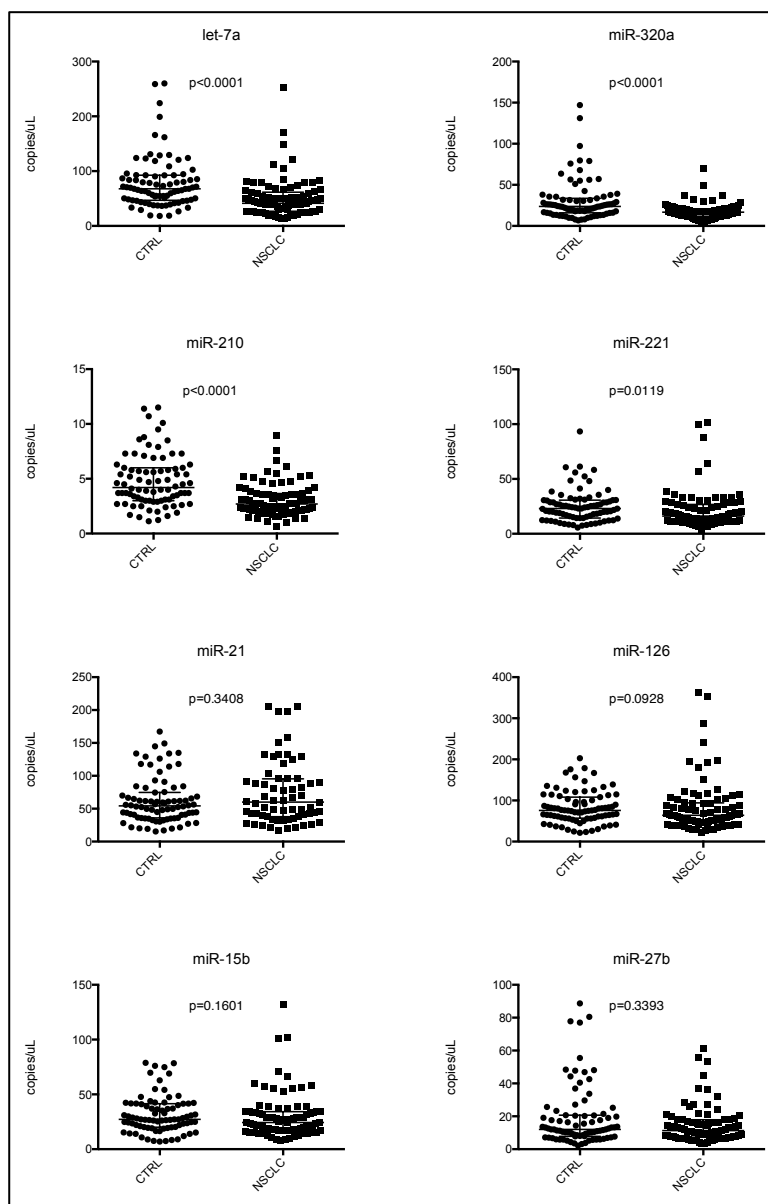 let-7a
300
200
100
0
copies/uL
p<0.0001
CTRL
NSCLC
miR-320a
200
150
100
50
0
copies/uL
p<0.0001
CTRL
NSCLC
miR-210
15
10
5
0
copies/uL
p<0.0001
CTRL
NSCLC
miR-221
150
100
50
0
copies/uL
p=0.0119
CTRL
NSCLC
miR-21
250
200
150
100
50
0
copies/uL
p=0.3408
CTRL
NSCLC
miR-126
400
300
200
100
0
copies/uL
p=0.0928
CTRL
NSCLC
miR-15b
150
100
50
0
copies/uL
p=0.1601
CTRL
NSCLC
miR-27b
100
80
60
40
20
0
copies/uL
p=0.3393
CTRL
NSCLC